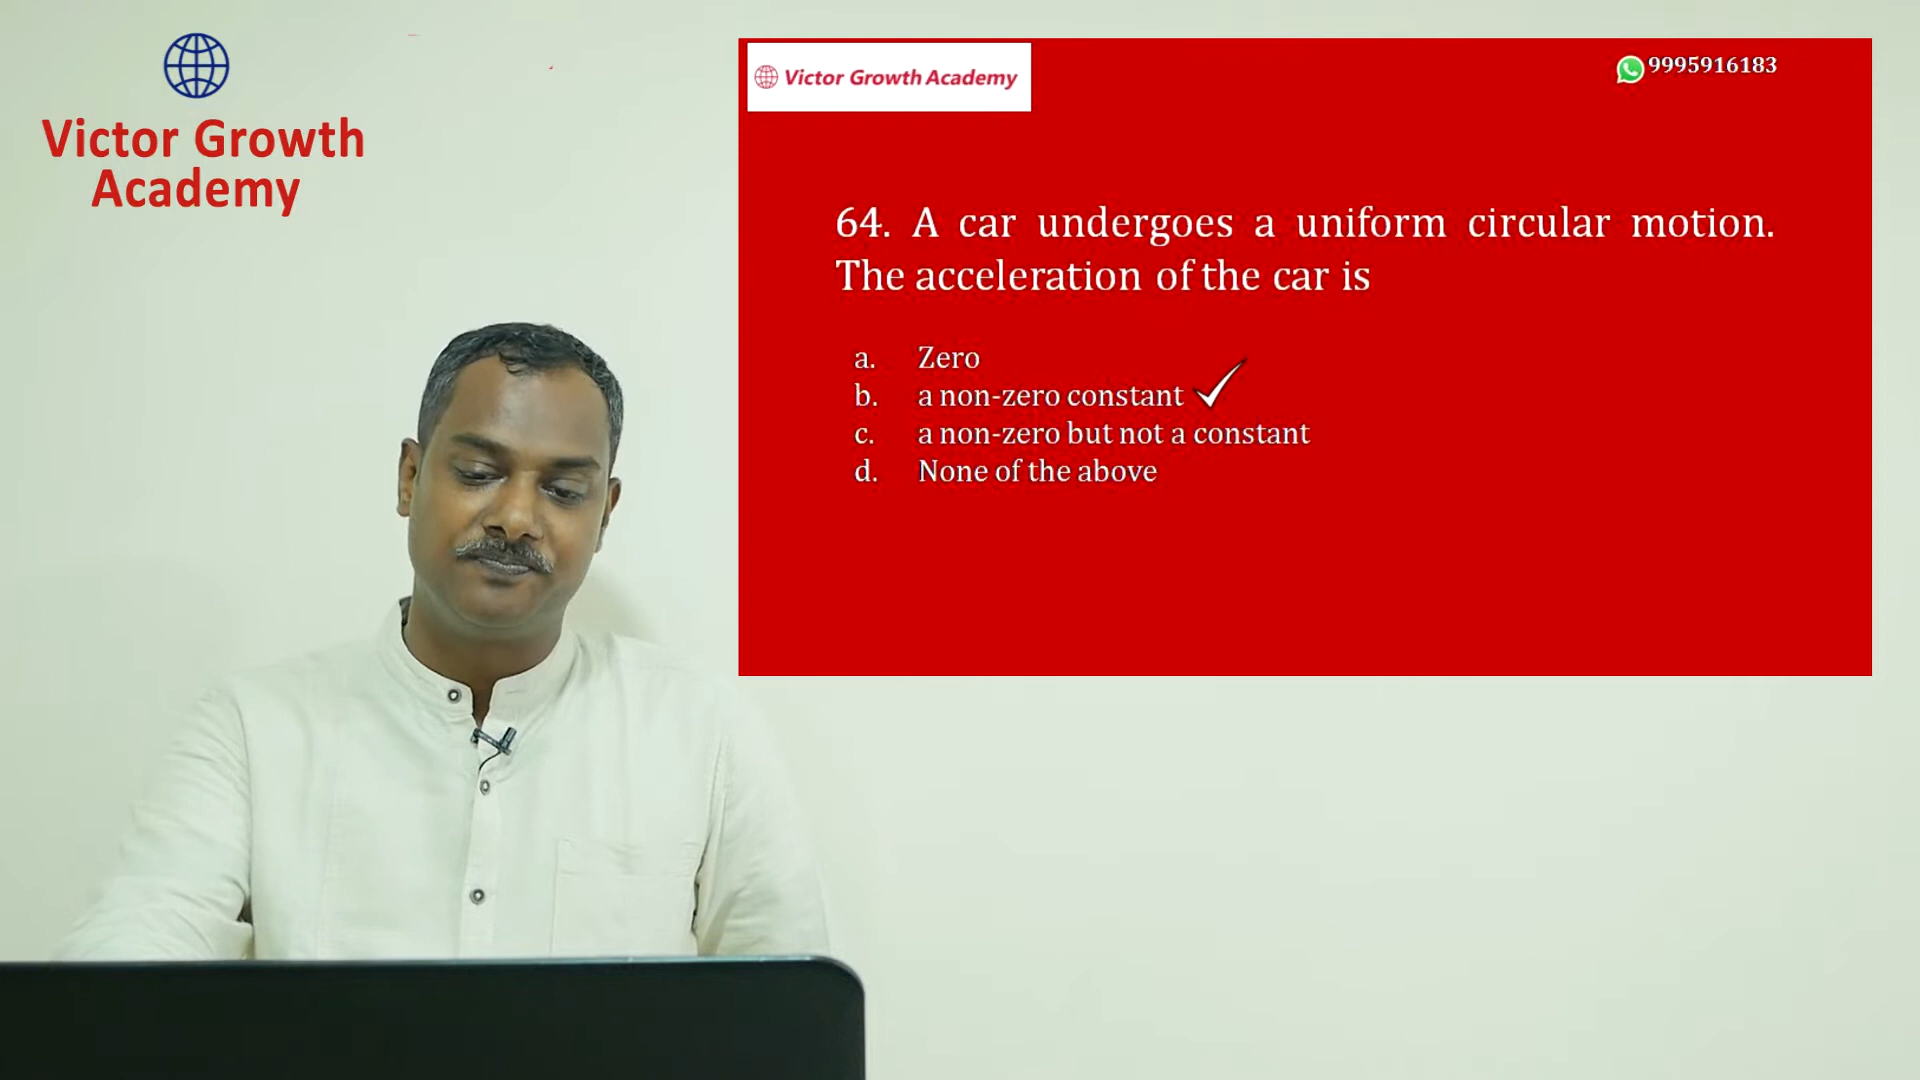 Victor Growth
Academy
Victor Growth Academy
9995916183
64. A car undergoes a uniform circular motion.
The acceleration of the car is
a. Zero
b. a non-zero constant
c. a non-zero but not a constant
d. None of the above